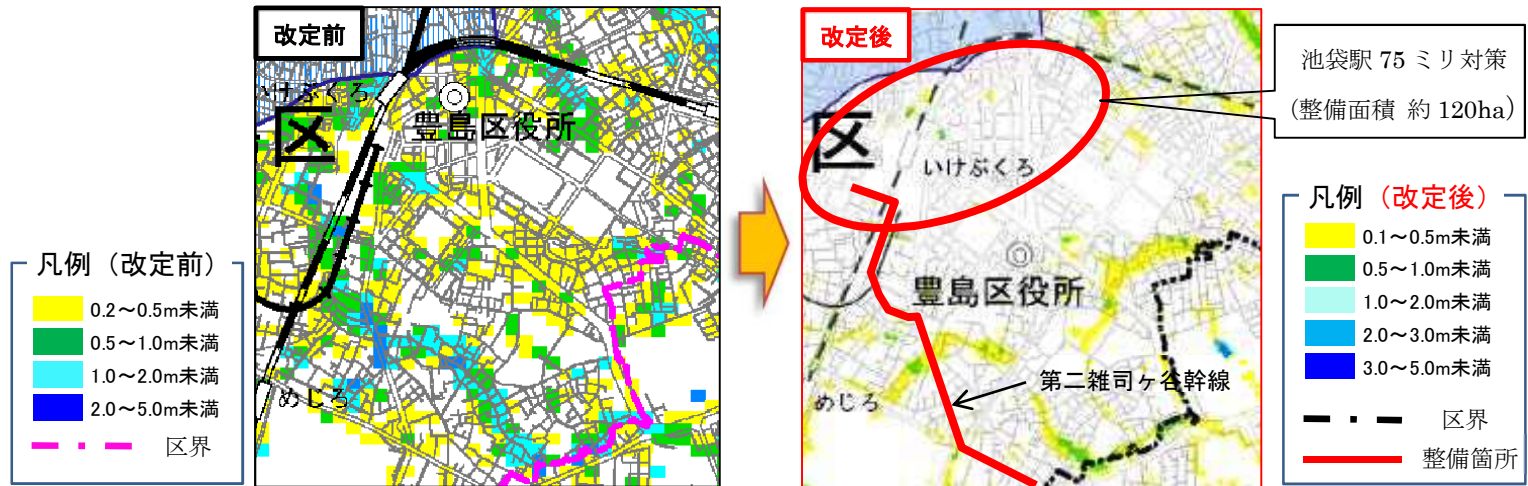 凡例（改定前）
0.2～0.5m未満
0.5～1.0m未満
1.0～2.0m未満
2.0～5.0m未満
区界
改定前
いけぶくろ
区
豊島区役所
めじろ
改定後
区
いけぶくろ
豊島区役所
第二雑司ヶ谷幹線
めじろ
池袋駅 75 ミリ対策
(整備面積 約 120ha)
凡例（改定後）
0.1～0.5m未満
0.5～1.0m未満
1.0～2.0m未満
2.0～3.0m未満
3.0～5.0m未満
区界
整備箇所